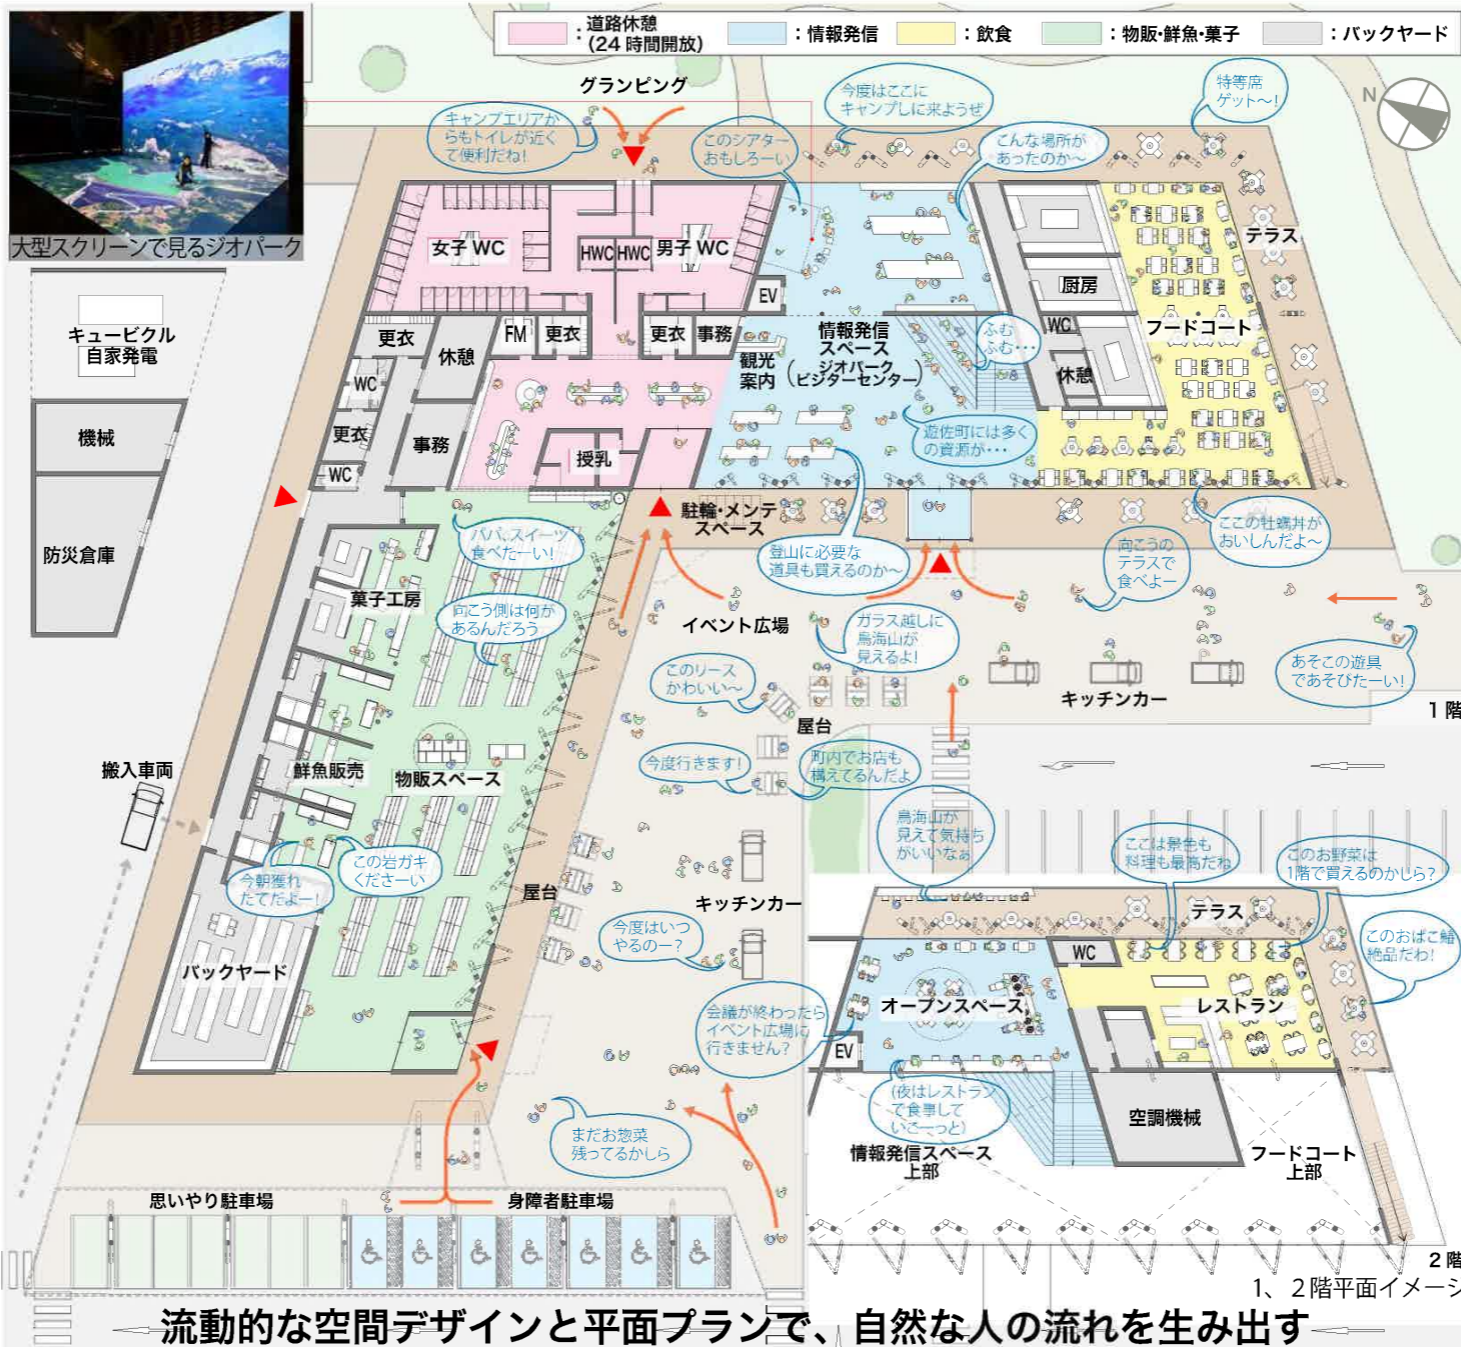 ：道路休憩
(24 時間開放)
：情報発信
：飲食
：物販・鮮魚・菓子
：バックヤード
大型スクリーンで見るジオパーク
グランピング
キャンプエリアか
らもトイレが近く
て便利だね！
このシアター
おもしろーい
今度はここに
キャンプしに来ようぜ
こんな場所が
あったのか～
特等席
ゲット～！
N
女子 WC
HWC
HWC
男子 WC
EV
厨房
テラス
フードコート
WC
休憩
キュービクル
自家発電
機械
防災倉庫
更衣
休憩
FM
更衣
更衣
事務
WC
更衣
WC
事務
授乳
観光
案内
情報発信
スペース
ジオパーク
(ビジターセンター)
ふむ
ふむ…
遊佐町には多く
の資源が…
駐輪・メンテ
スペース
登山に必要な
道具も買えるのか～
ここの牡蠣丼が
おいしんだよ～
向こうの
テラスで
食べよー
パパ、スイーツ
食べたーい！
菓子工房
向こう側は何が
あるんだろう
イベント広場
ガラス越しに
鳥海山が
見えるよ！
このリース
かわいい～
キッチンカー
あそこの遊具
であそびたーい！
1 階
屋台
搬入車両
鮮魚販売
物販スペース
今度行きます！
町内でお店も
構えてるんだよ
今朝獲れ
たてだよー！
この岩ガキ
くださーい
鳥海山が
見えて気持ち
がいいなぁ
ここは景色も
料理も最高だね
このお野菜は
1階で買えるのかしら？
屋台
キッチンカー
今度はいつ
やるのー？
テラス
このおばこ鱠
絶品だわ！
WC
オープンスペース
レストラン
バックヤード
会議が終わったら
イベント広場に
行きません？
EV
(夜はレストラン
で食事して
いこーっと)
空調機械
情報発信スペース
上部
フードコート
上部
まだお惣菜
残ってるかしら
思いやり駐車場
身障者駐車場
2 階
1、2 階平面イメージ
流動的な空間デザインと平面プランで、自然な人の流れを生み出す